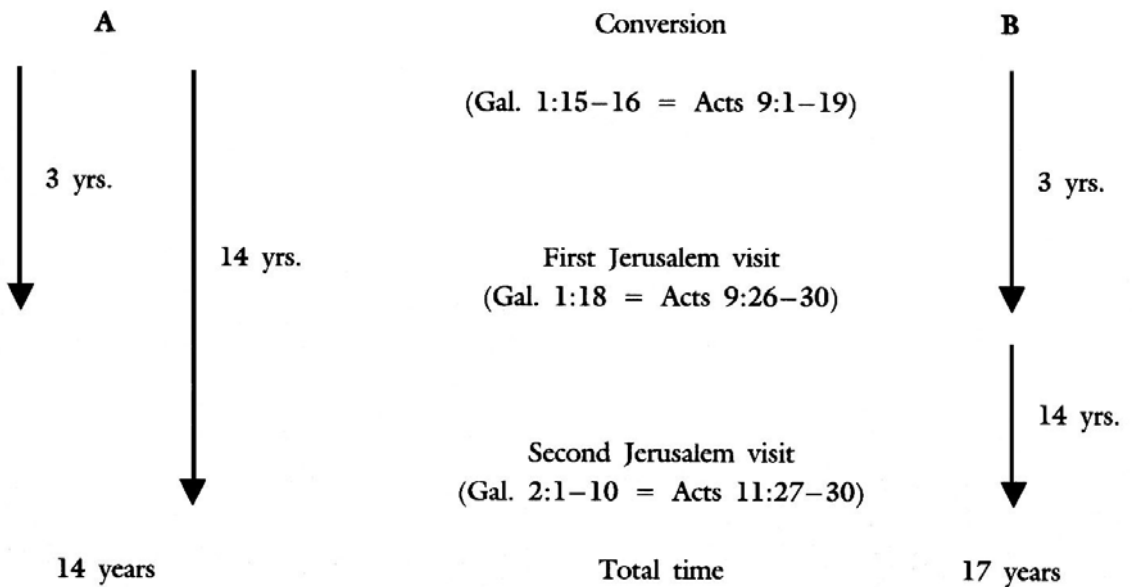 A Conversion B
(Gal. 1:15–16 = Acts 9:1–19)
3 yrs. 3 yrs.
14 yrs. First Jerusalem visit
(Gal. 1:18 = Acts 9:26–30)
14 yrs.
Second Jerusalem visit
(Gal. 2:1–10 = Acts 11:27–30)
14 years Total time 17 years